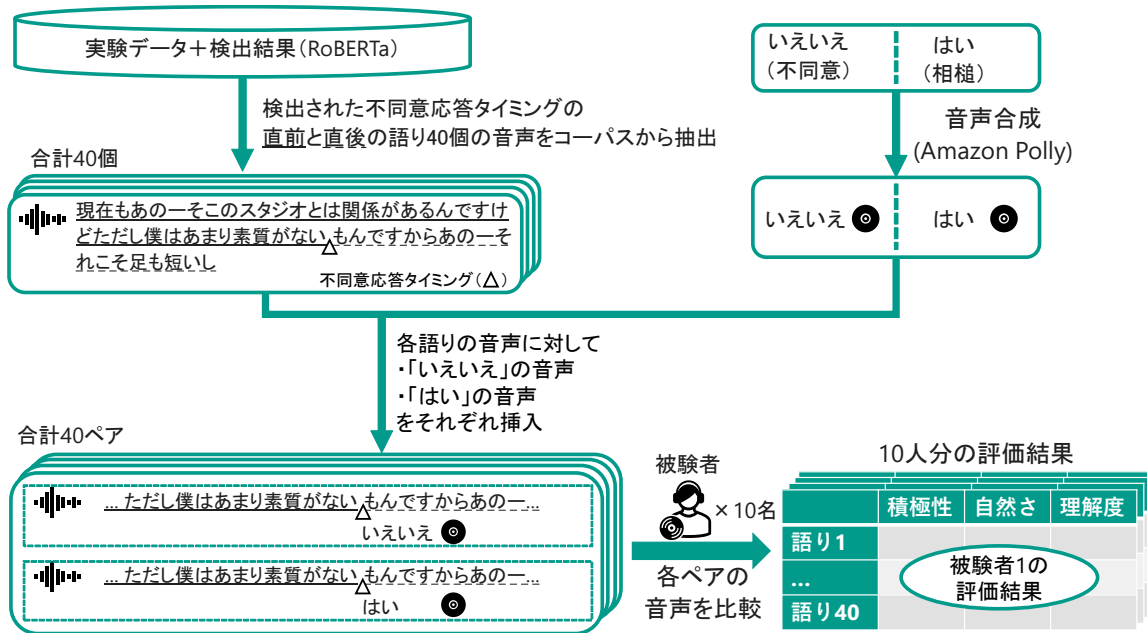 実験データ+検出結果(RoBERTa)
検出された不同意応答タイミングの
直前と直後の語り40個の音声をコーパスから抽出
いえいえ
(不同意)
はい
(相槌)
音声合成
(Amazon Polly)
いえいえ
はい
合計40個
現在もあのーそこのスタジオとは関係があるんですけ
どただし僕はあまり素質がない△もんですからあのーそ
れこそ足も短いし
不同意応答タイミング(△)
各語りの音声に対して
・「いえいえ」の音声
・「はい」の音声
をそれぞれ挿入
合計40ペア
... ただし僕はあまり素質がない△もんですからあのー...
いえいえ
... ただし僕はあまり素質がない△もんですからあのー...
はい
被験者
×10名
各ペアの
音声を比較
10人分の評価結果
積極性 自然さ 理解度
語り1
...
語り40
被験者1の
評価結果